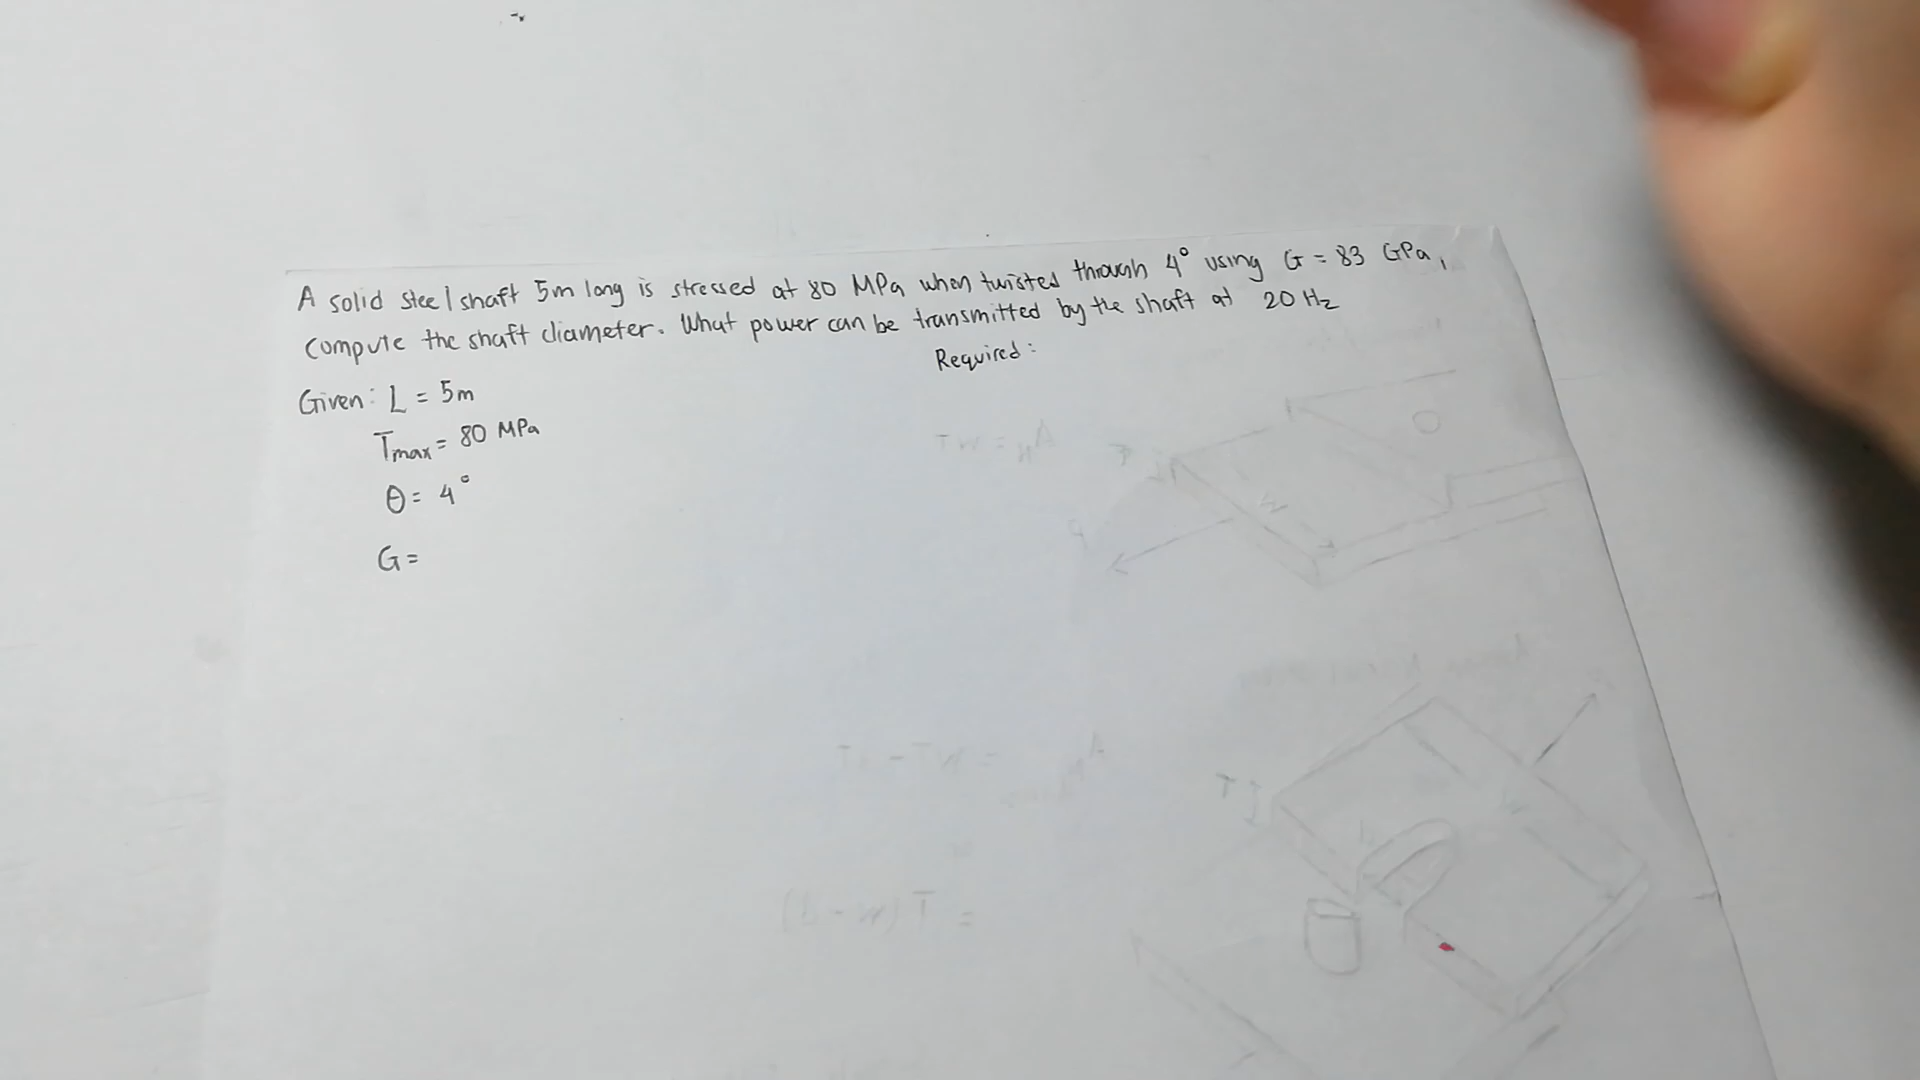 A solid steel shaft 5m long is stressed at 80 MPa when twisted through 4° using G = 83 GPa,
compute the shaft diameter. What power can be transmitted by the shaft at 20 Hz
Required:
Given: L = 5m
Tmax = 80 MPa
θ = 4°
G =